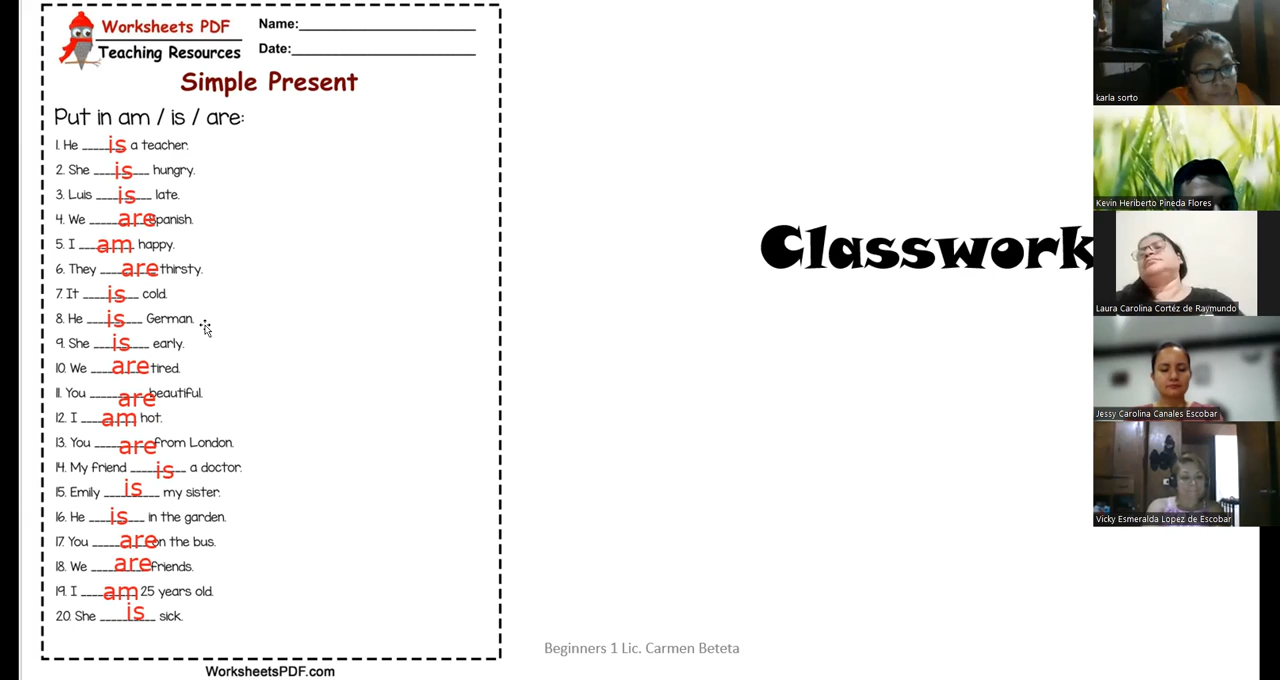 Worksheets PDF
Teaching Resources
Name:
Date:
Simple Present
Put in am / is / are:
1. He is a teacher.
2. She is hungry.
3. Luis is late.
4. We are Spanish.
5. I am happy.
6. They are thirsty.
7. It is cold.
8. He is German.
9. She is early.
10. We are tired.
11. You are beautiful.
12. I am hot.
13. You are from London.
14. My friend is a doctor.
15. Emily is my sister.
16. He is in the garden.
17. You are on the bus.
18. We are friends.
19. I am 25 years old.
20. She is sick.
WorksheetsPDF.com
Classwork
Beginners 1 Lic. Carmen Beteta
karla sorto
Kevin Heriberto Pineda Flores
Laura Carolina Cortéz de Raymundo
Jessy Carolina Canales Escobar
Vicky Esmeralda Lopez de Escobar